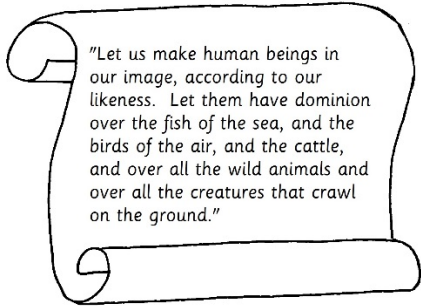 "Let us make human beings in
our image, according to our
likeness. Let them have dominion
over the fish of the sea, and the
birds of the air, and the cattle,
and over all the wild animals and
over all the creatures that crawl
on the ground."